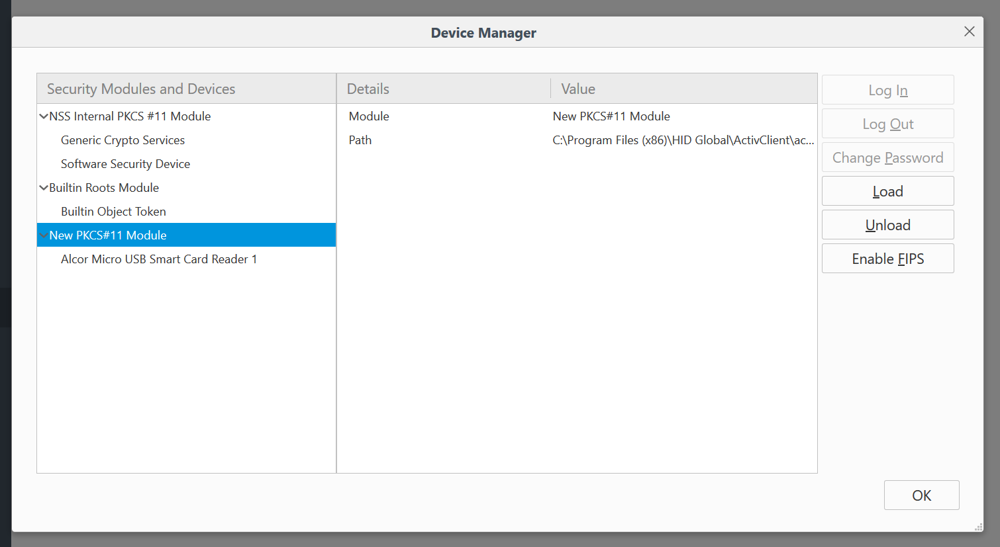 Device Manager
Security Modules and Devices
Details
Value
NSS Internal PKCS #11 Module
Generic Crypto Services
Software Security Device
Builtin Roots Module
Builtin Object Token
New PKCS#11 Module
Alcor Micro USB Smart Card Reader 1
Module
New PKCS#11 Module
Path
C:\Program Files (x86)\HID Global\ActivClient\ac...
Log In
Log Out
Change Password
Load
Unload
Enable FIPS
OK